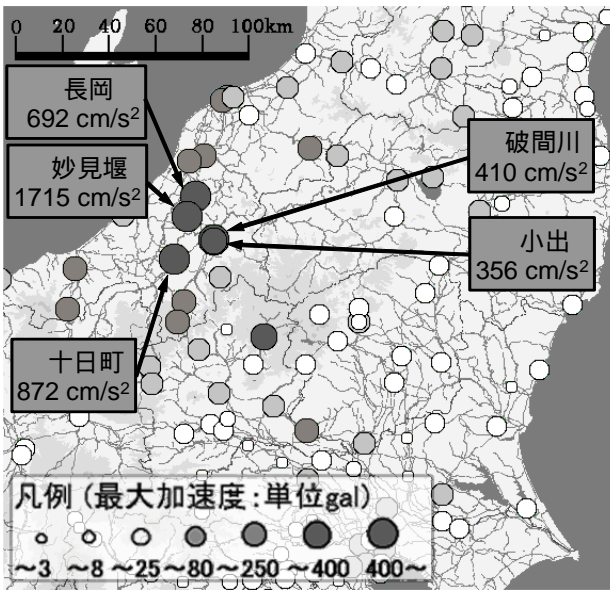 0 20 40 60 80 100km
長岡
692 cm/s²
妙見堰
1715 cm/s²
破間川
410 cm/s²
小出
356 cm/s²
十日町
872 cm/s²
凡例(最大加速度:単位gal)
～3 ～8 ～25 ～80 ～250 ～400 400～